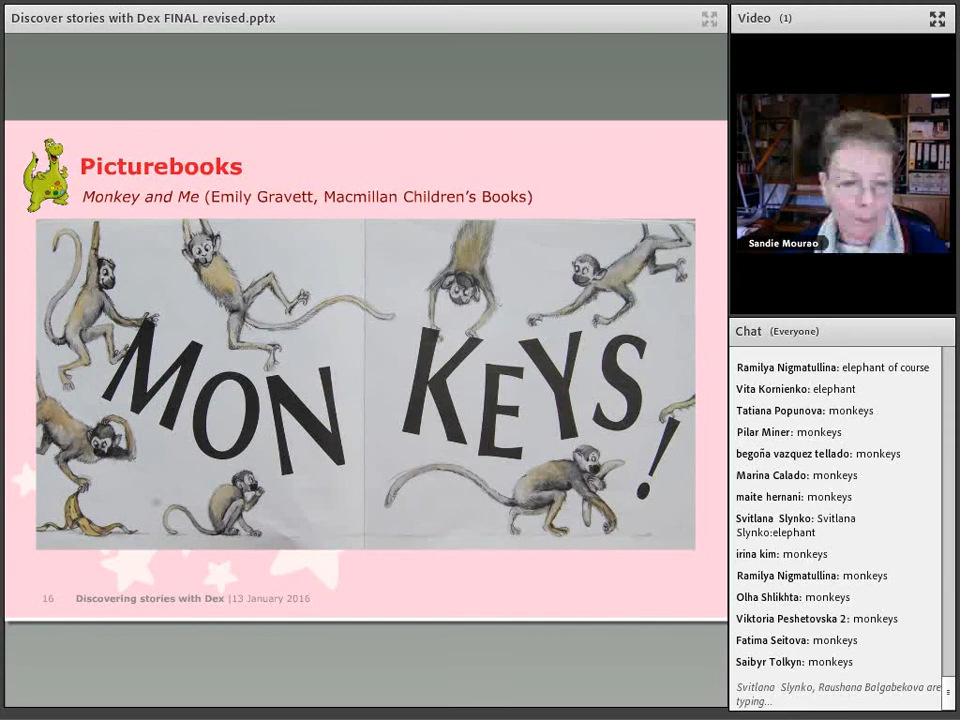 Discover stories with Dex FINAL revised.pptx
Picturebooks
Monkey and Me (Emily Gravett, Macmillan Children's Books)
MON KEYS!
16 Discovering stories with Dex |13 January 2016
Video (1)
Sandie Mourao
Chat (Everyone)
Ramilya Nigmatullina: elephant of course
Vita Kornienko: elephant
Tatiana Popunova: monkeys
Pilar Miner: monkeys
begoña vazquez tellado: monkeys
Marina Calado: monkeys
maite hernani: monkeys
Svitlana Slynko: Svitlana
Slynko:elephant
irina kim: monkeys
Ramilya Nigmatullina: monkeys
Olha Shlikhta: monkeys
Viktoria Peshetovska 2: monkeys
Fatima Seitova: monkeys
Saibyr Tolkyn: monkeys
Svitlana Slynko, Raushana Balgabekova are
typing...